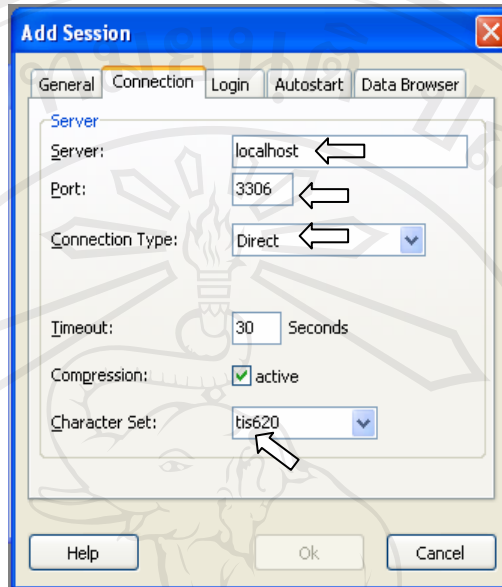 Add Session
General Connection Login Autostart Data Browser
Server
Server: localhost
Port: 3306
Connection Type: Direct
Timeout: 30 Seconds
Compression: active
Character Set: tis620
Help Ok Cancel